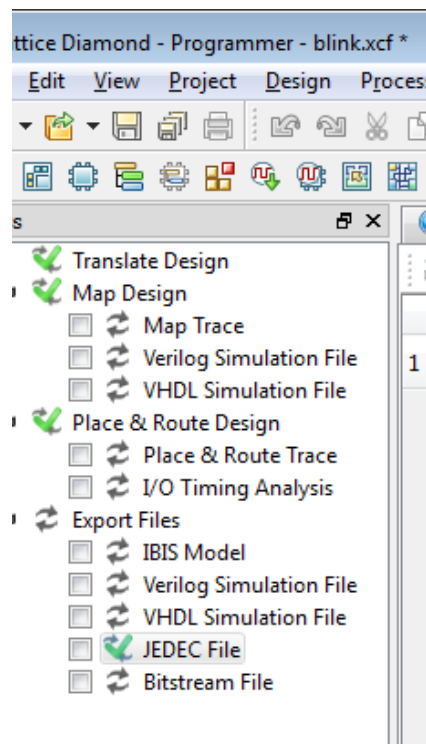 ttice Diamond - Programmer - blink.xcf *
Edit View Project Design Process
s
Translate Design
Map Design
Map Trace
Verilog Simulation File
1
VHDL Simulation File
Place & Route Design
Place & Route Trace
I/O Timing Analysis
Export Files
IBIS Model
Verilog Simulation File
VHDL Simulation File
JEDEC File
Bitstream File